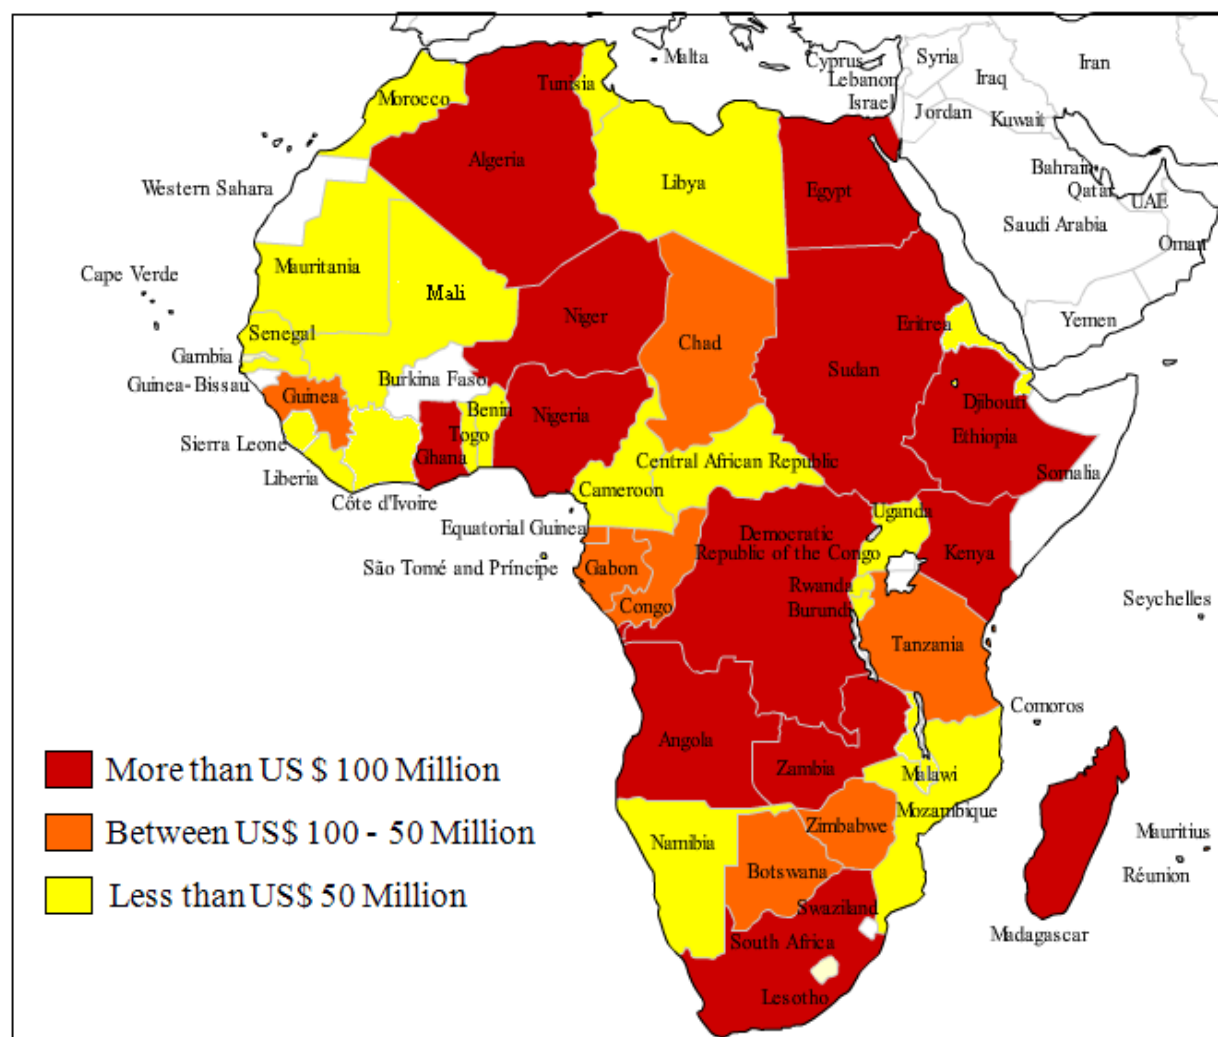 Malta
Cyprus
Syria
Lebanon
Israel
Iraq
Iran
Jordan
Kuwait
Tunisia
Morocco
Algeria
Libya
Egypt
Bahrain
Qatar
UAE
Saudi Arabia
Oman
Western Sahara
Cape Verde
Mauritania
Mali
Niger
Chad
Sudan
Eritrea
Yemen
Senegal
Gambia
Guinea-Bissau
Guinea
Burkina Faso
Benin
Togo
Nigeria
Djibouti
Ethiopia
Sierra Leone
Ghana
Central African Republic
Somalia
Liberia
Côte d'Ivoire
Cameroon
Uganda
Equatorial Guinea
Democratic
Republic of the Congo
Kenya
São Tomé and Príncipe
Gabon
Congo
Rwanda
Burundi
Seychelles
Tanzania
Comoros
Angola
Zambia
Malawi
Mozambique
Zimbabwe
Namibia
Botswana
Mauritius
Réunion
Swaziland
South Africa
Madagascar
Lesotho
More than US $ 100 Million
Between US$ 100 - 50 Million
Less than US$ 50 Million